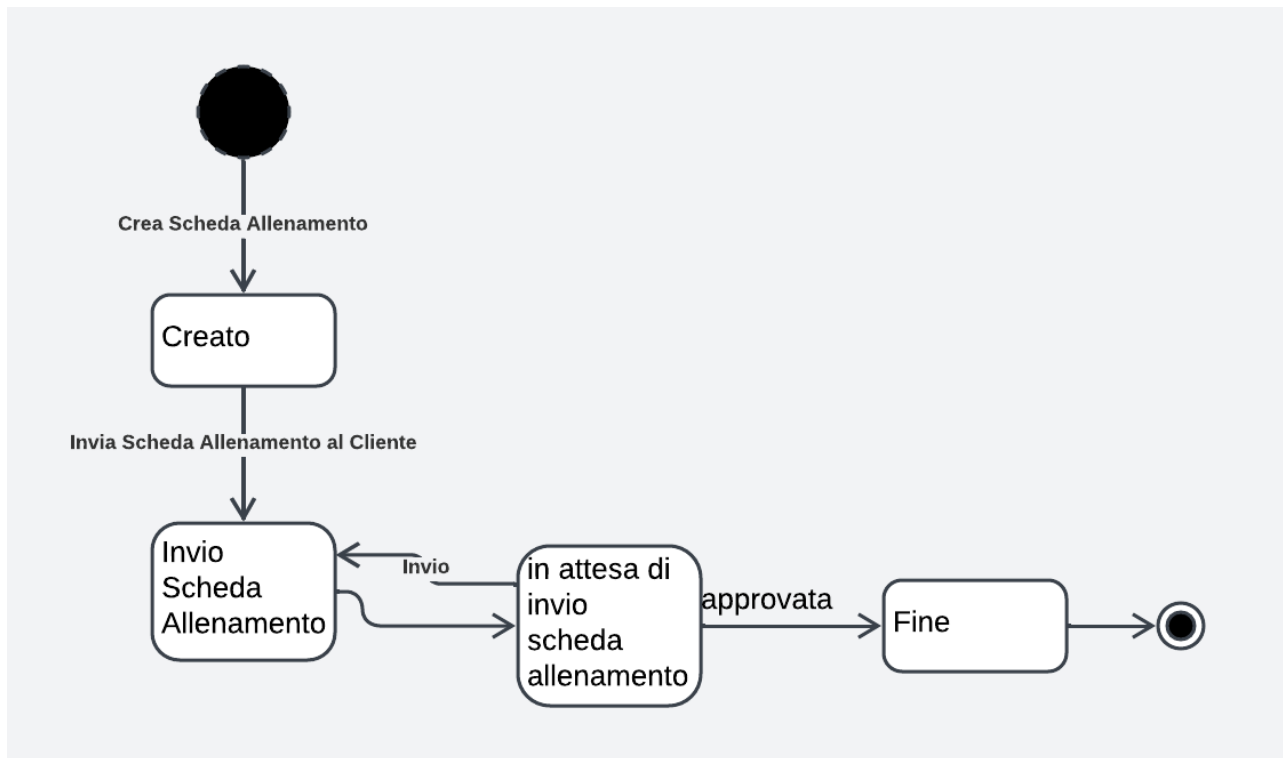 Crea Scheda Allenamento
Creato
Invia Scheda Allenamento al Cliente
Invio
Scheda
Allenamento
Invio
in attesa di
invio
scheda
allenamento
approvata
Fine